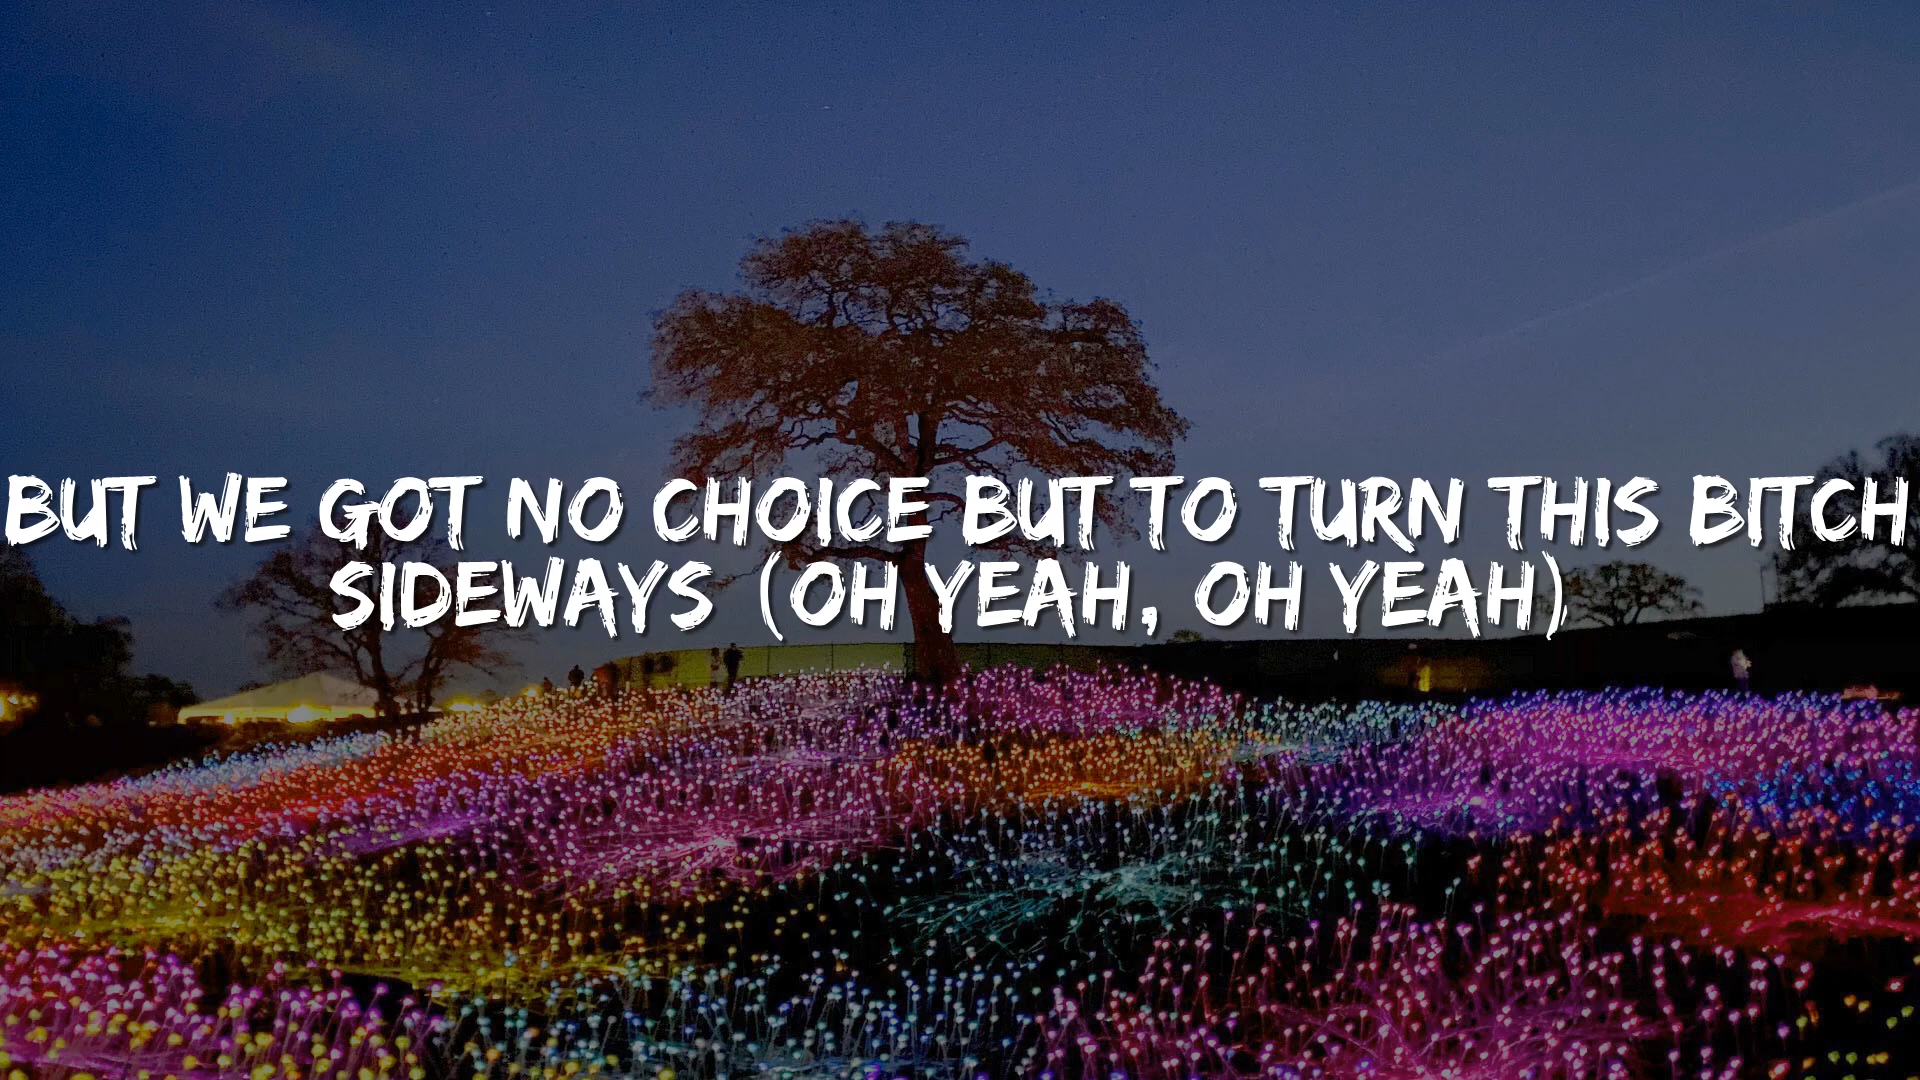 BUT WE GOT NO CHOICE BUT TO TURN THIS BITCH
SIDEWAYS (OH YEAH, OH YEAH)